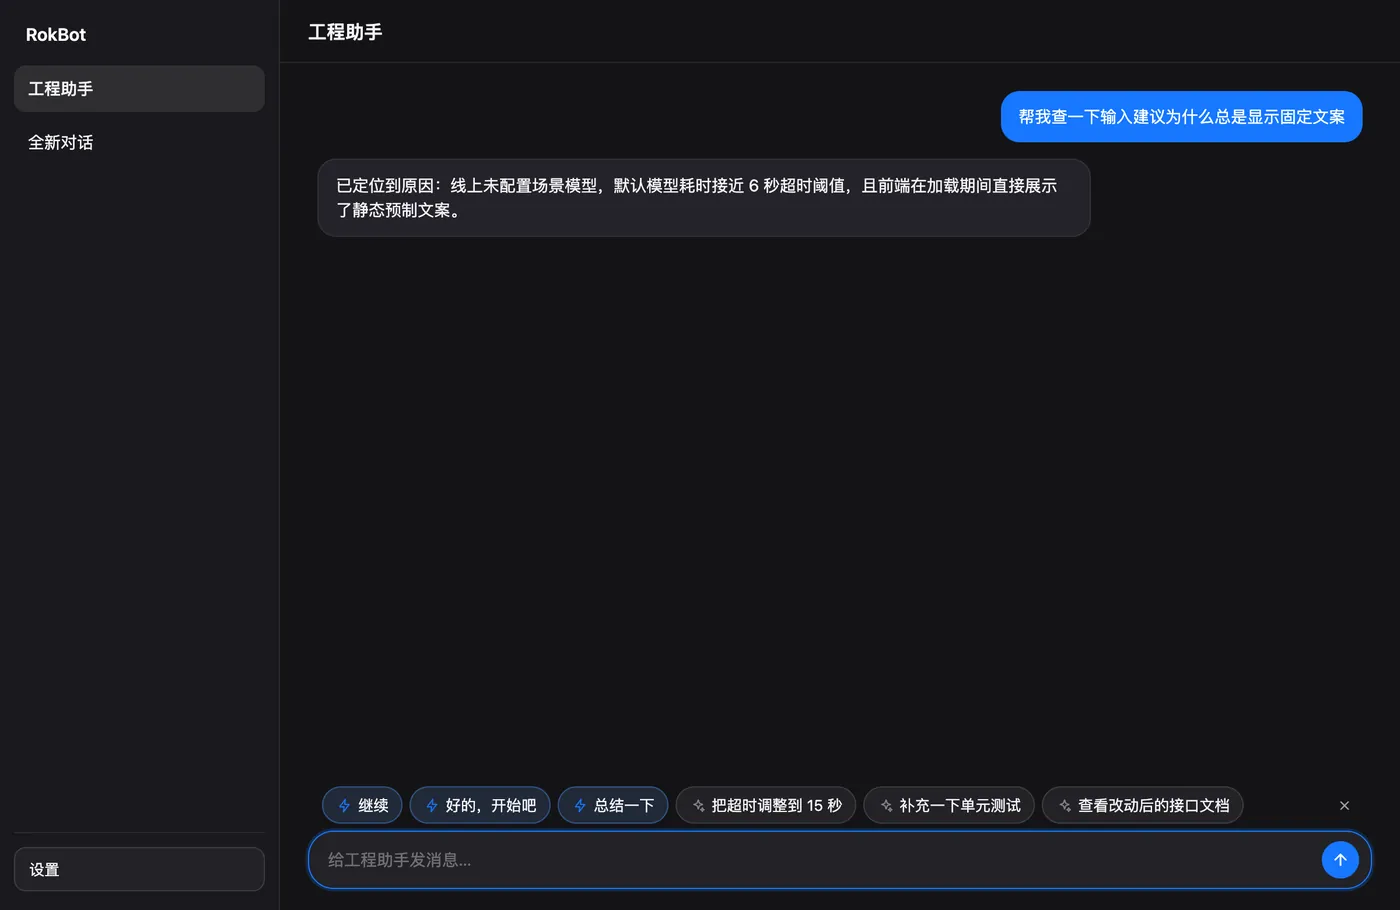 RokBot
工程助手
全新对话
设置
工程助手
帮我查一下输入建议为什么总是显示固定文案
已定位到原因：线上未配置场景模型，默认模型耗时接近 6 秒超时阈值，且前端在加载期间直接展示
了静态预制文案。
继续
好的，开始吧
总结一下
把超时调整到 15 秒
补充一下单元测试
查看改动后的接口文档
给工程助手发消息...